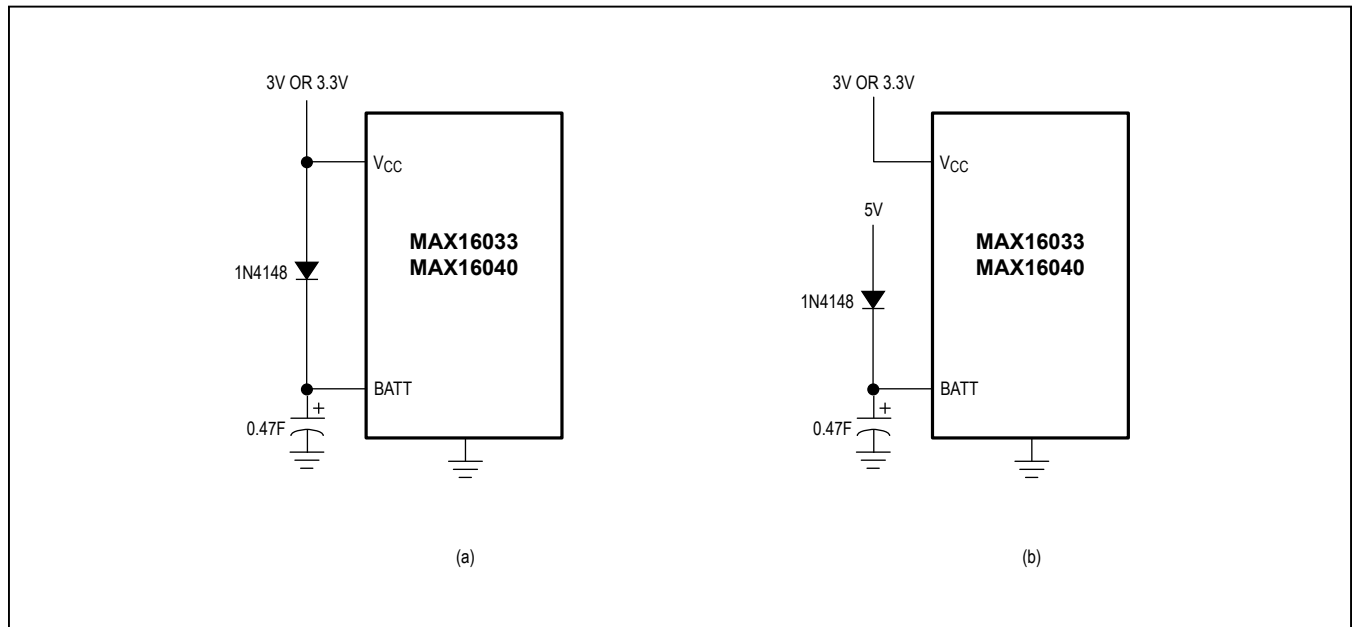 3V OR 3.3V
VCC
MAX16033
MAX16040
1N4148
BATT
+
0.47F
(a)
3V OR 3.3V
VCC
5V
MAX16033
MAX16040
1N4148
BATT
+
0.47F
(b)